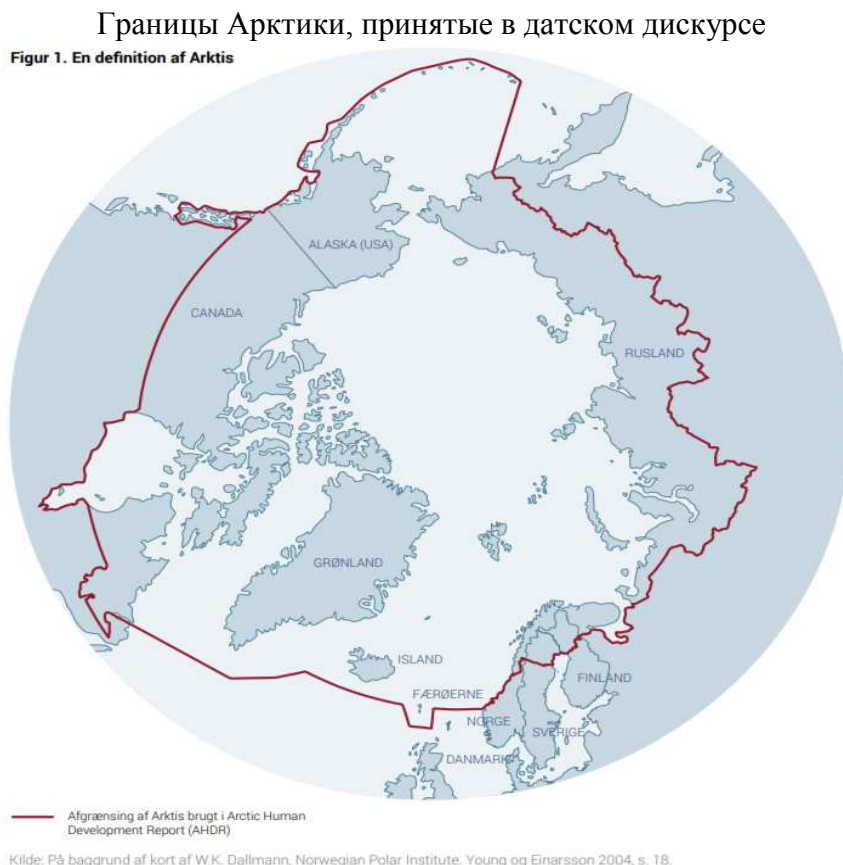 Границы Арктики, принятые в датском дискурсе
Figur 1. En definition af Arktis
ALASKA (USA)
CANADA
RUSLAND
GRØNLAND
ISLAND
FINLAND
FÆRØERNE
NORGE
SVERIGE
DANMARK
Afgrænsing af Arktis brugt i Arctic Human
Development Report (AHDR)
Kilde: På baggrund af kort af W.K. Dallmann, Norwegian Polar Institute, Young og Einarsson 2004, s. 18.